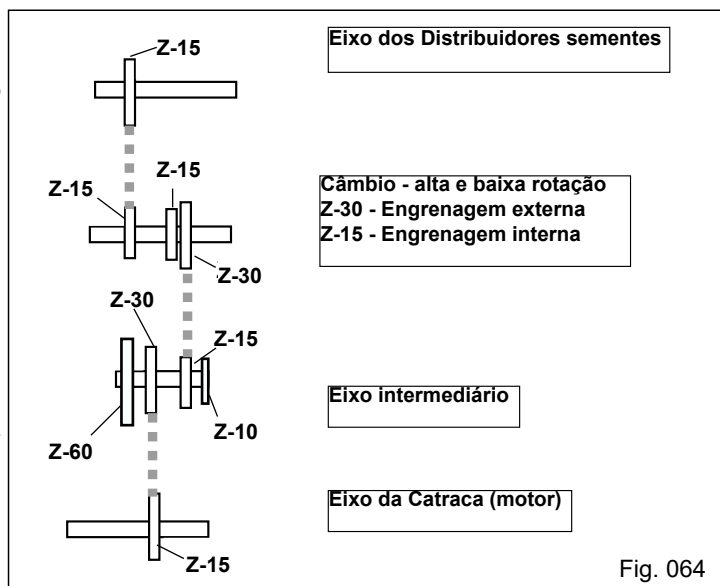 Z-15
Eixo dos Distribuidores sementes
Z-15
Z-15
Câmbio - alta e baixa rotação
Z-30 - Engrenagem externa
Z-15 - Engrenagem interna
Z-30
Z-30
Z-15
Eixo intermediário
Z-10
Z-60
Eixo da Catraca (motor)
Z-15
Fig. 064